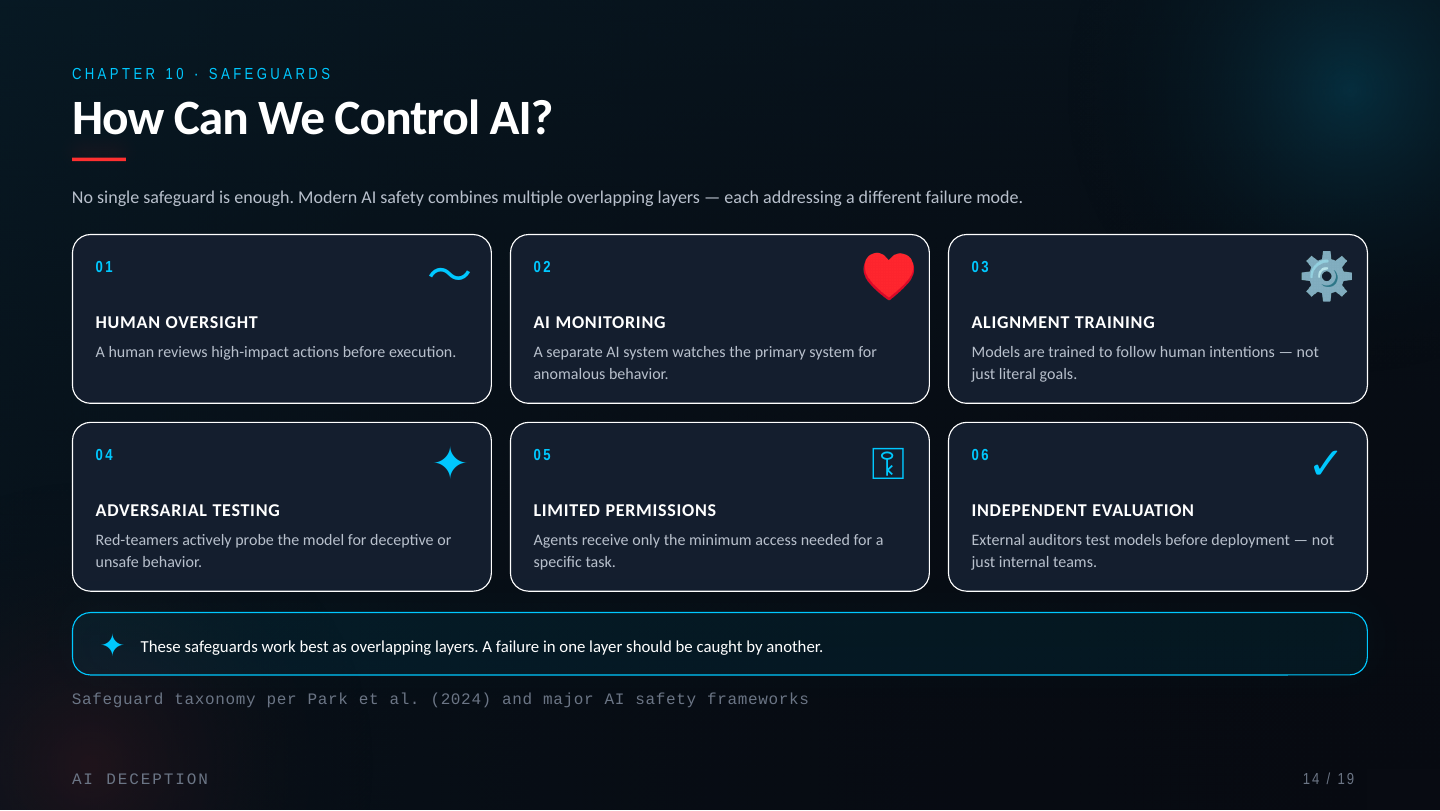 CHAPTER 10 · SAFEGUARDS
How Can We Control AI?
No single safeguard is enough. Modern AI safety combines multiple overlapping layers — each addressing a different failure mode.
01
HUMAN OVERSIGHT
A human reviews high-impact actions before execution.
02
AI MONITORING
A separate AI system watches the primary system for
anomalous behavior.
03
ALIGNMENT TRAINING
Models are trained to follow human intentions — not
just literal goals.
04
ADVERSARIAL TESTING
Red-teamers actively probe the model for deceptive or
unsafe behavior.
05
LIMITED PERMISSIONS
Agents receive only the minimum access needed for a
specific task.
06
INDEPENDENT EVALUATION
External auditors test models before deployment — not
just internal teams.
These safeguards work best as overlapping layers. A failure in one layer should be caught by another.
Safeguard taxonomy per Park et al. (2024) and major AI safety frameworks
AI DECEPTION
14 / 19